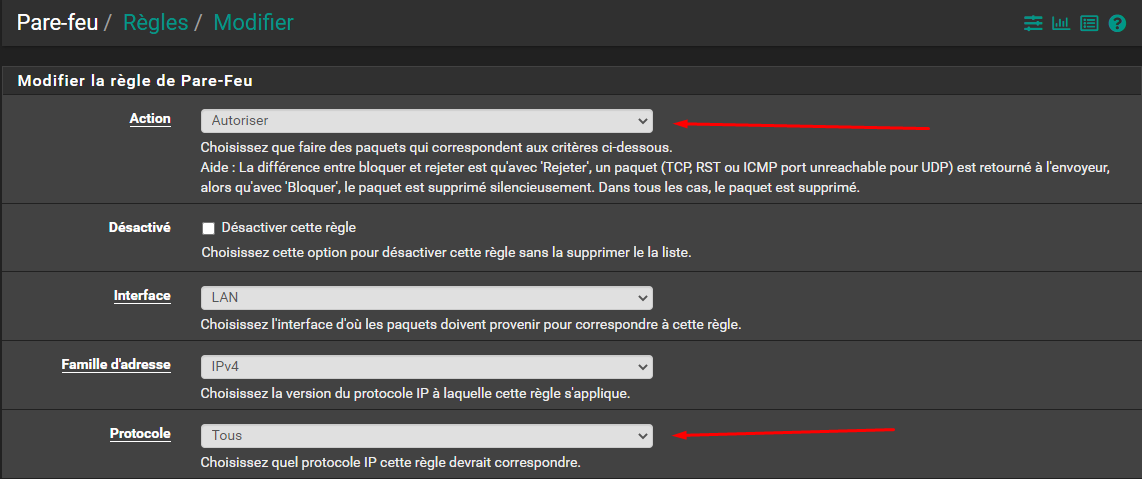 Pare-feu / Règles / Modifier
Modifier la règle de Pare-Feu
Action
Autoriser
Choisissez que faire des paquets qui correspondent aux critères ci-dessous.
Aide : La différence entre bloquer et rejeter est qu'avec 'Rejeter', un paquet (TCP, RST ou ICMP port unreachable pour UDP) est retourné à l'envoyeur,
alors qu'avec 'Bloquer', le paquet est supprimé silencieusement. Dans tous les cas, le paquet est supprimé.
Désactivé
Désactiver cette règle
Choisissez cette option pour désactiver cette règle sans la supprimer le la liste.
Interface
LAN
Choisissez l'interface d'où les paquets doivent provenir pour correspondre à cette règle.
Famille d'adresse
IPv4
Choisissez la version du protocole IP à laquelle cette règle s'applique.
Protocole
Tous
Choisissez quel protocole IP cette règle devrait correspondre.